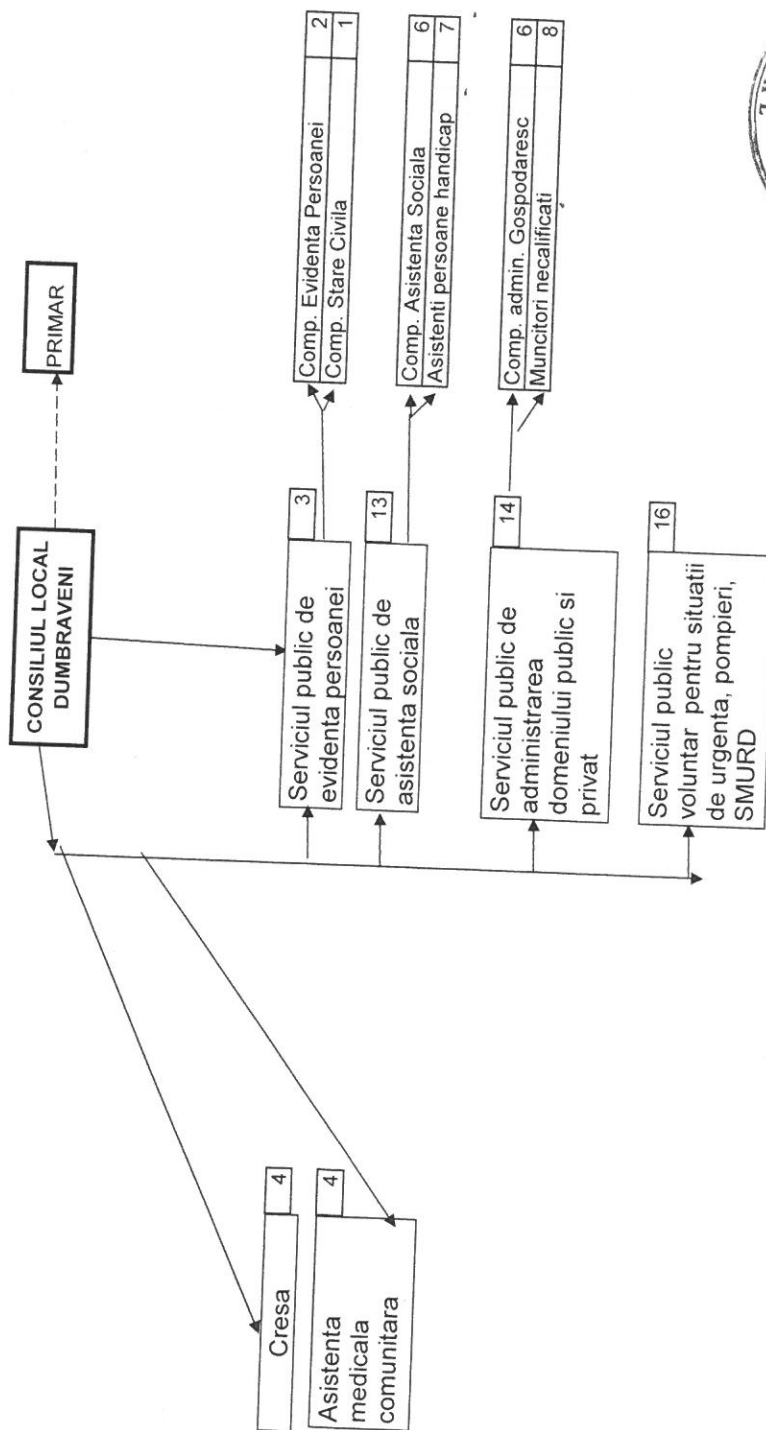 CONSILIUL LOCAL
DUMBRAVENI
PRIMAR
Cresa
4
Asistenta
medicala
comunitara
4
Serviciul public de
evidenta persoanei
3
Comp. Evidenta Persoanei 2
Comp. Stare Civila 1
Serviciul public de
asistenta sociala
13
Comp. Asistenta Sociala 6
Asistenti persoane handicap 7
Serviciul public de
administrarea
domeniului public si
privat
14
Comp. admin. Gospodaresc 6
Muncitori necalificati 8
Serviciul public
voluntar pentru situatii
de urgenta, pompieri,
SMURD
16